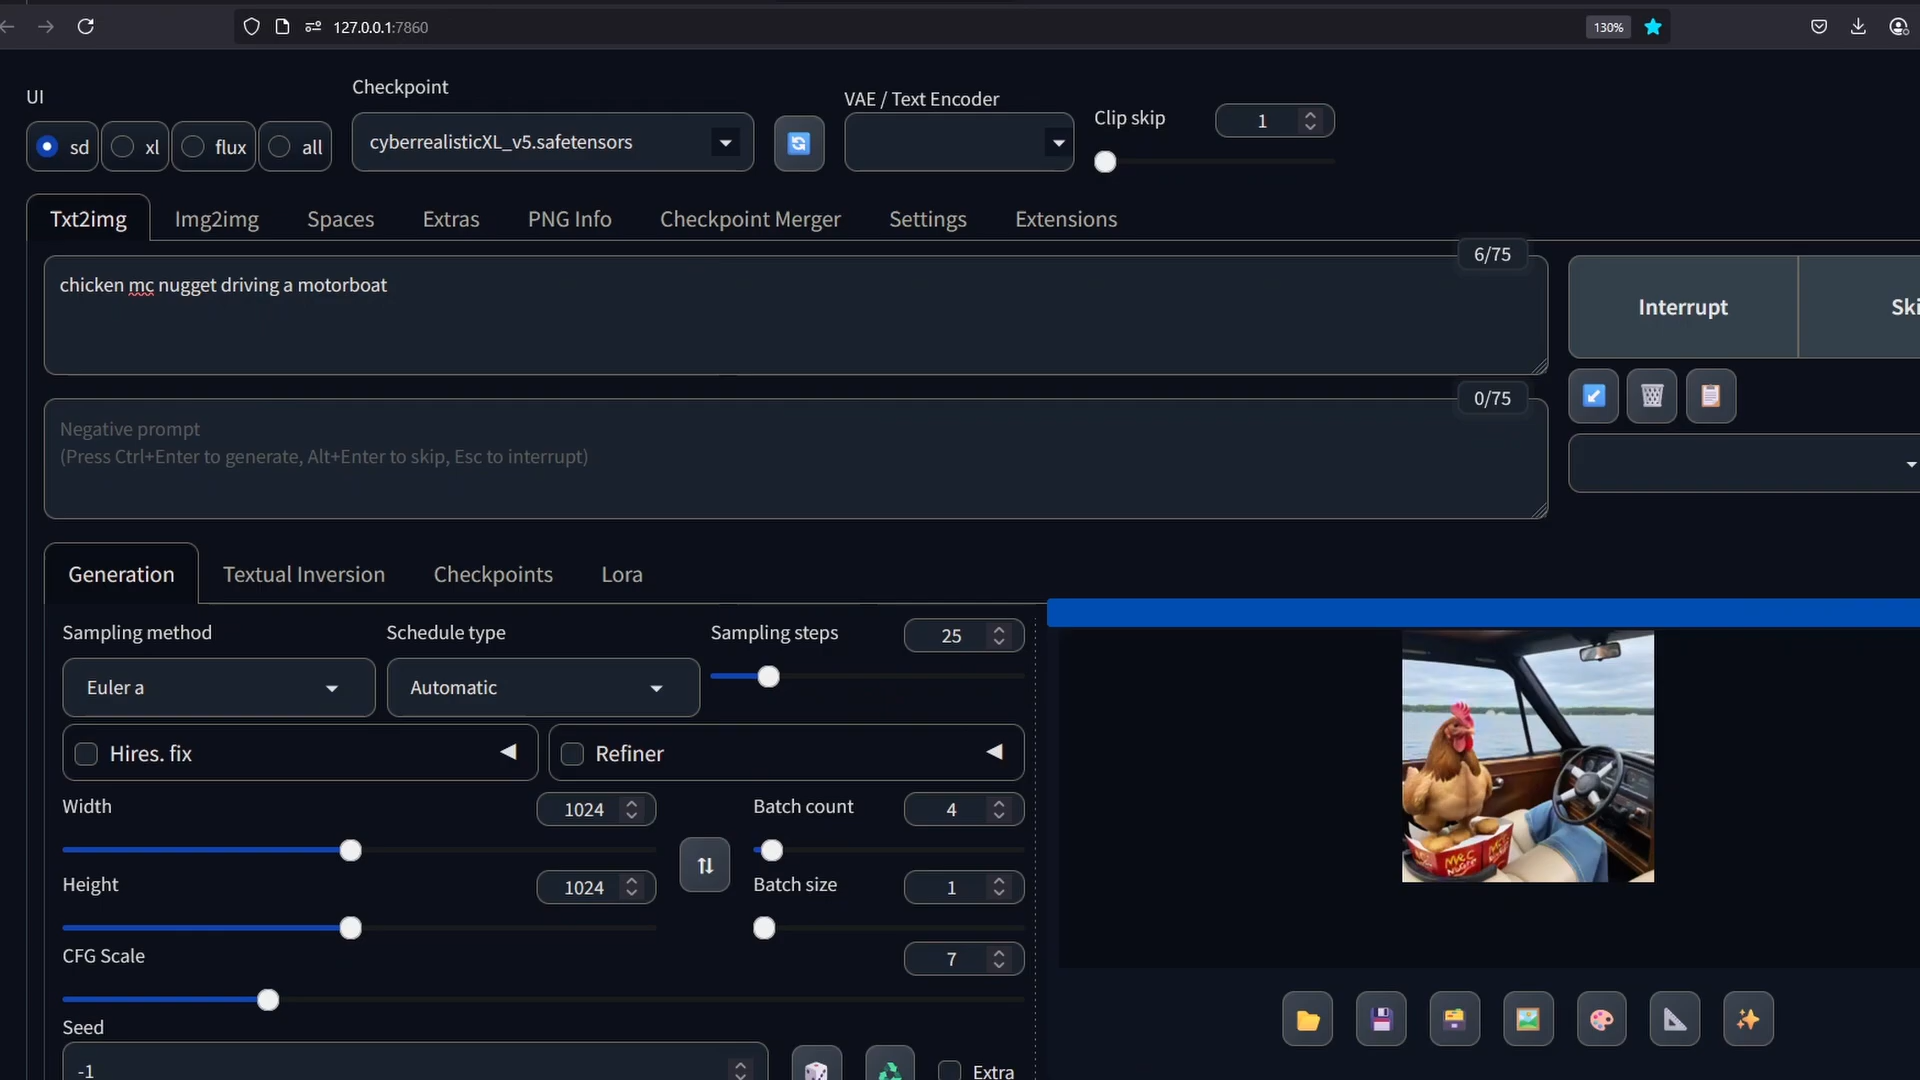 127.0.0.1:7860
130%
UI
Checkpoint
VAE / Text Encoder
Clip skip
1
sd
xl
flux
all
cyberrealisticXL_v5.safetensors
Txt2img
Img2img
Spaces
Extras
PNG Info
Checkpoint Merger
Settings
Extensions
6/75
chicken mc nugget driving a motorboat
Interrupt
Ski
0/75
Negative prompt
(Press Ctrl+Enter to generate, Alt+Enter to skip, Esc to interrupt)
Generation
Textual Inversion
Checkpoints
Lora
Sampling method
Schedule type
Sampling steps
25
Euler a
Automatic
Hires. fix
Refiner
Width
1024
Batch count
4
Height
1024
Batch size
1
CFG Scale
7
Seed
-1
Extra